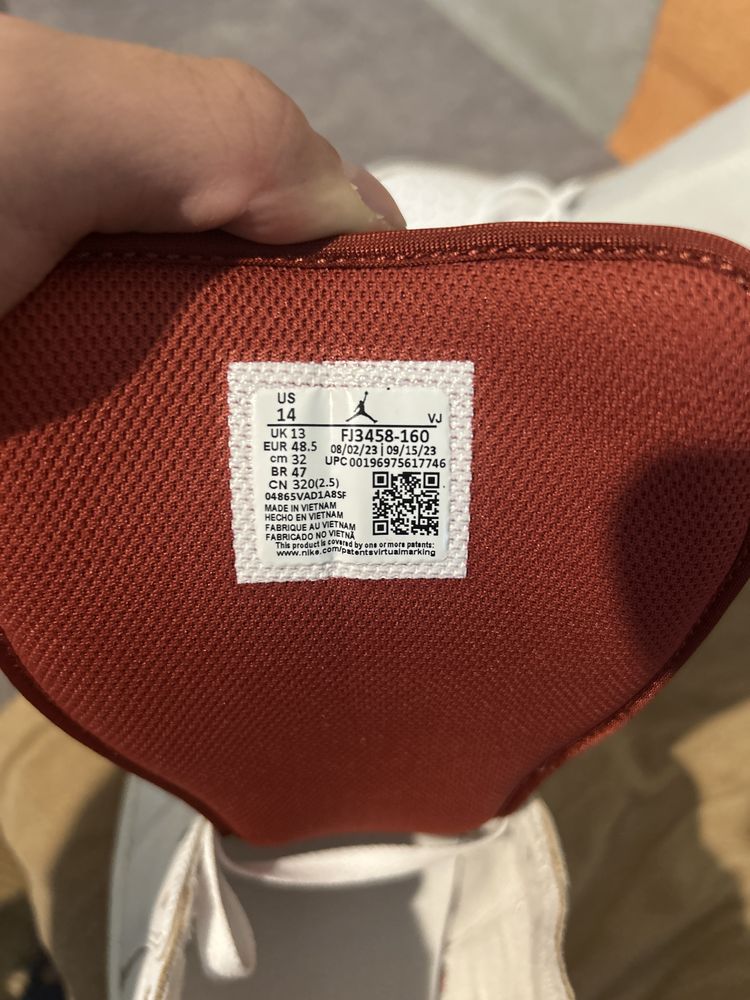 US
14
VJ
UK 13
FJ3458-160
EUR 48.5
08/02/23 | 09/15/23
cm 32
UPC 00196975617746
BR 47
CN 320(2.5)
04865VAD1A8SF
MADE IN VIETNAM
HECHO EN VIETNAM
FABRIQUE AU VIETNAM
FABRICADO NO VIETNÃ
This product is covered by one or more patents:
www.nike.com/patentsvirtualmarking